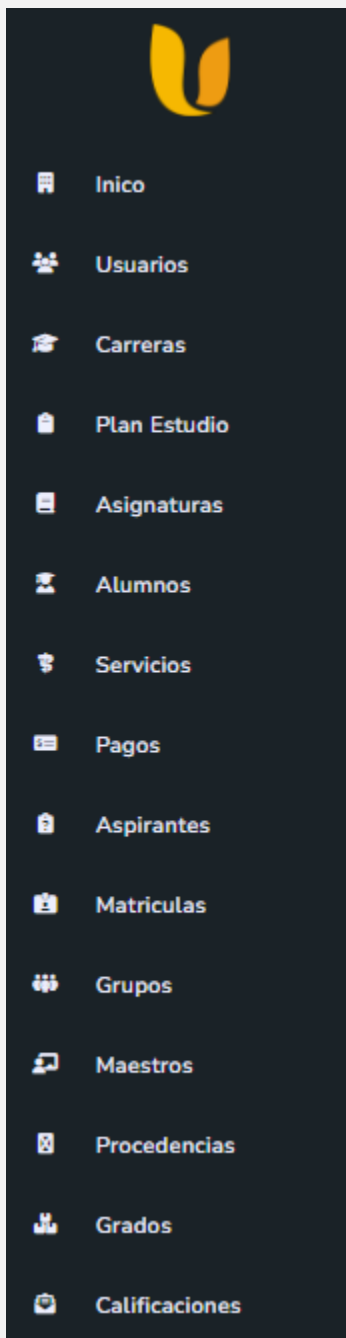 Inico
Usuarios
Carreras
Plan Estudio
Asignaturas
Alumnos
Servicios
Pagos
Aspirantes
Matriculas
Grupos
Maestros
Procedencias
Grados
Calificaciones